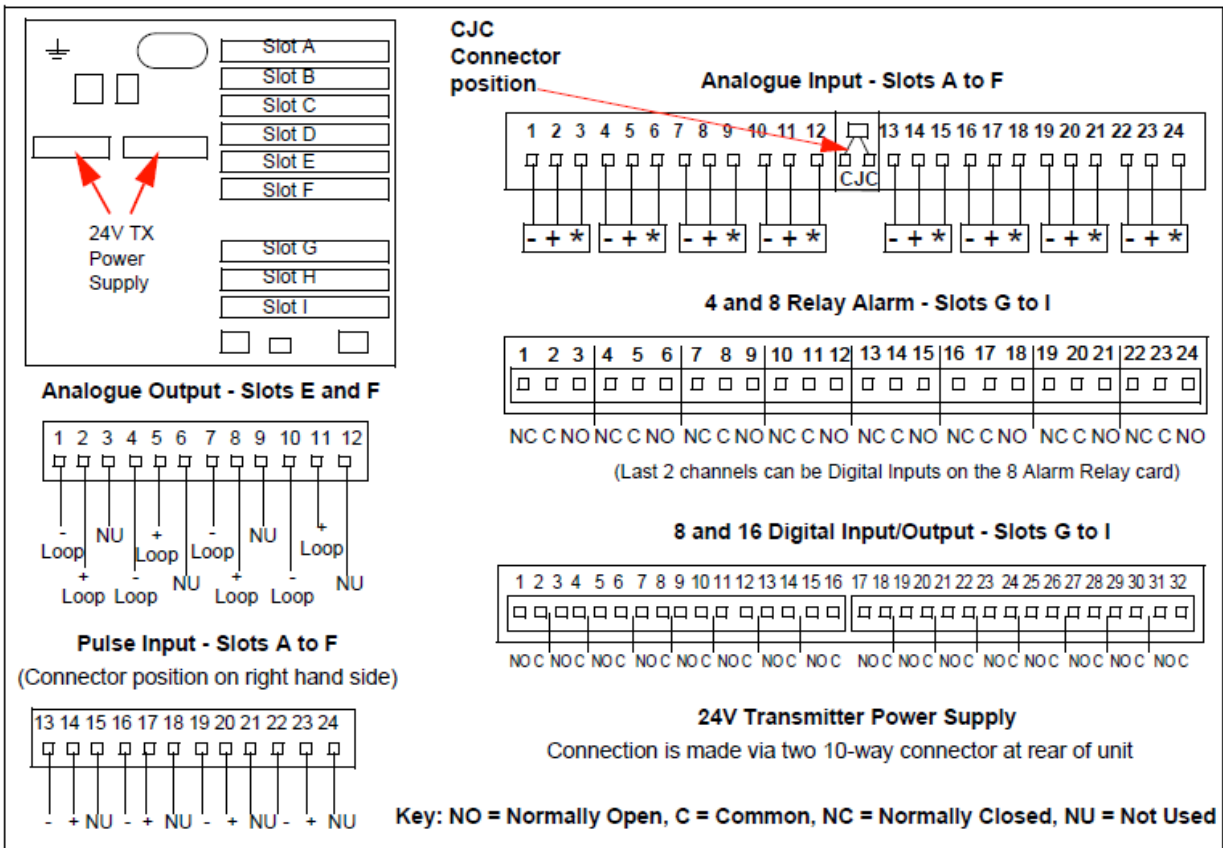 Slot A
Slot B
Slot C
Slot D
Slot E
Slot F
24V TX
Power
Supply
Slot G
Slot H
Slot I
CJC
Connector
position
Analogue Input - Slots A to F
1 2 3 4 5 6 7 8 9 10 11 12 13 14 15 16 17 18 19 20 21 22 23 24
CJC
- + * - + * - + * - + * - + * - + * - + * - + *
4 and 8 Relay Alarm - Slots G to I
1 2 3 4 5 6 7 8 9 10 11 12 13 14 15 16 17 18 19 20 21 22 23 24
NC C NO NC C NO NC C NO NC C NO NC C NO NC C NO NC C NO NC C NO
(Last 2 channels can be Digital Inputs on the 8 Alarm Relay card)
Analogue Output - Slots E and F
1 2 3 4 5 6 7 8 9 10 11 12
- NU + - NU +
Loop Loop Loop Loop
+ - NU + - NU
Loop Loop Loop Loop
8 and 16 Digital Input/Output - Slots G to I
1 2 3 4 5 6 7 8 9 10 11 12 13 14 15 16 17 18 19 20 21 22 23 24 25 26 27 28 29 30 31 32
NO C NO C NO C NO C NO C NO C NO C NO C NO C NO C NO C NO C NO C NO C NO C NO C
Pulse Input - Slots A to F
(Connector position on right hand side)
13 14 15 16 17 18 19 20 21 22 23 24
- + NU - + NU - + NU - + NU
24V Transmitter Power Supply
Connection is made via two 10-way connector at rear of unit
Key: NO = Normally Open, C = Common, NC = Normally Closed, NU = Not Used